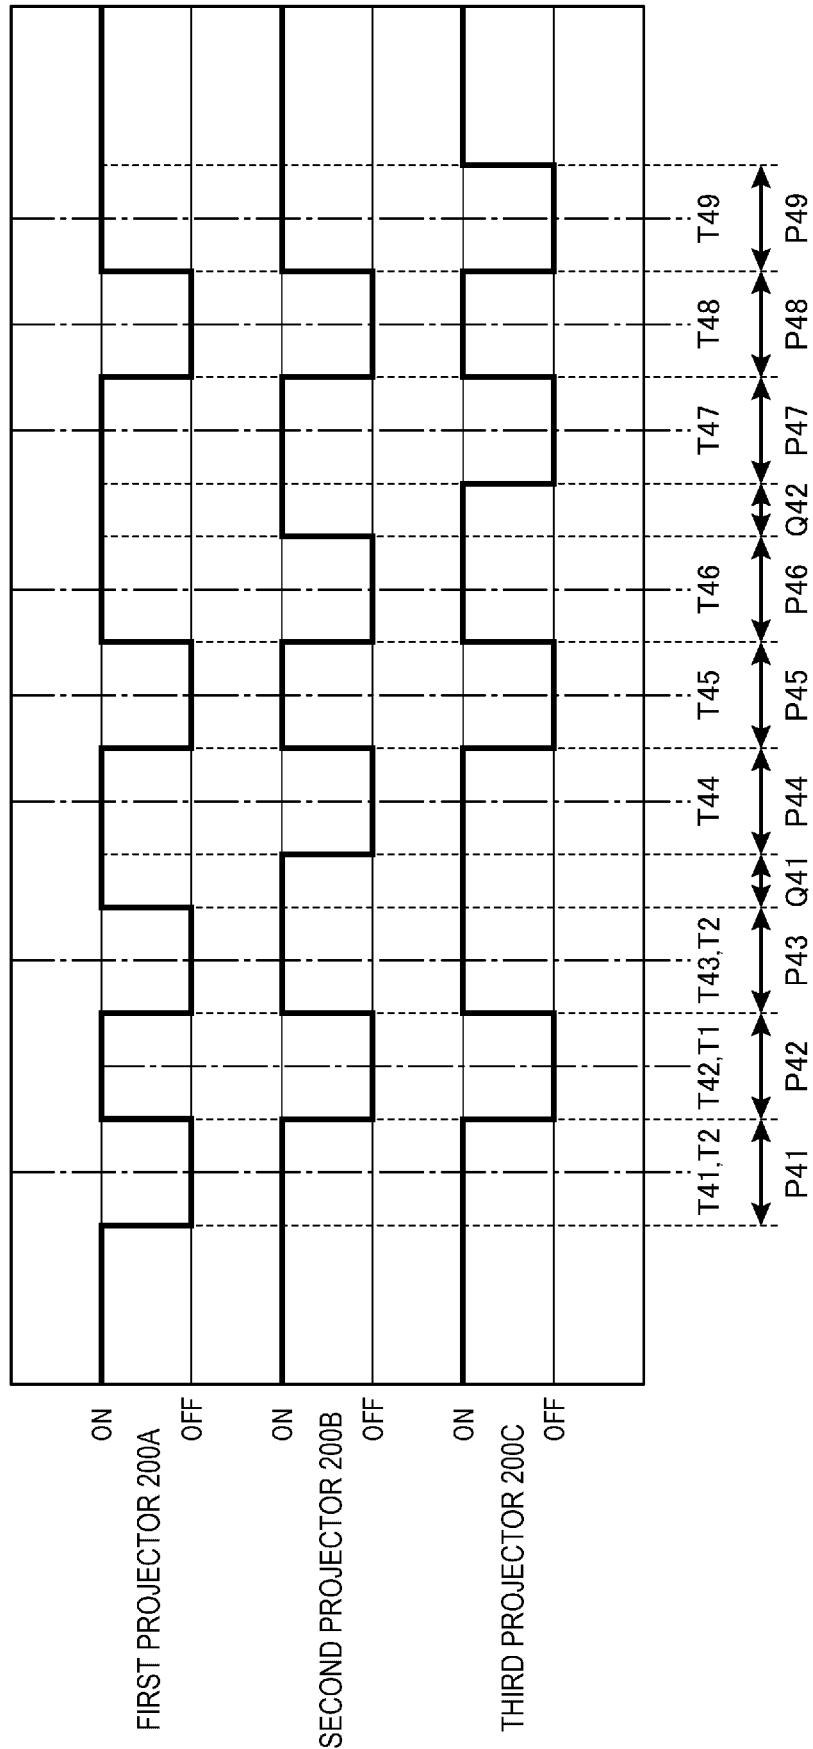 ON
FIRST PROJECTOR 200A
OFF
ON
SECOND PROJECTOR 200B
OFF
ON
THIRD PROJECTOR 200C
OFF
T41,T2 T42,T1 T43,T2 T44 T45 T46 T47 T48 T49
P41 P42 P43 Q41 P44 P45 P46 Q42 P47 P48 P49